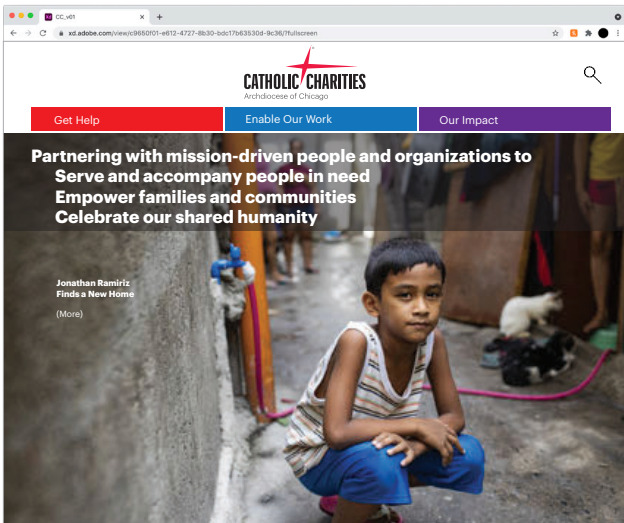 CC_v01
xd.adobe.com/view/c9650f01-e612-4727-8b30-bdc17b63530d-9c36/?fullscreen
CATHOLIC CHARITIES
Archdiocese of Chicago
Get Help
Enable Our Work
Our Impact
Partnering with mission-driven people and organizations to
Serve and accompany people in need
Empower families and communities
Celebrate our shared humanity
Jonathan Ramiriz
Finds a New Home
(More)